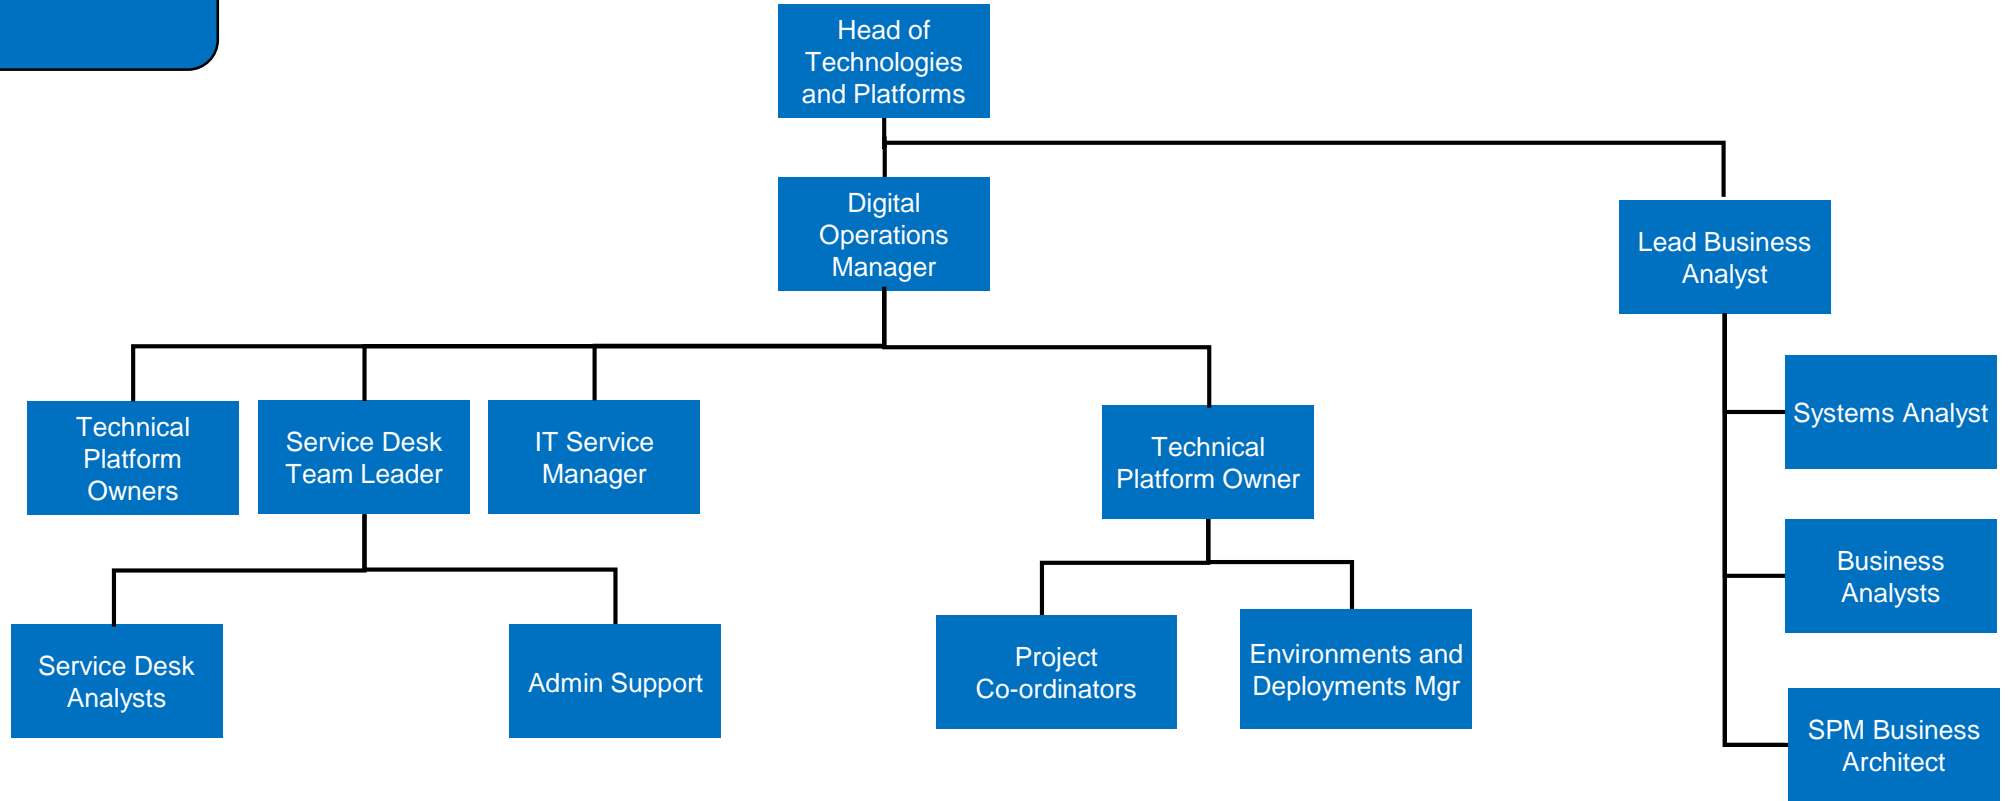 Head of
Technologies
and Platforms
Digital
Operations
Manager
Lead Business
Analyst
Technical
Platform
Owners
Service Desk
Team Leader
IT Service
Manager
Technical
Platform Owner
Systems Analyst
Business
Analysts
Service Desk
Analysts
Admin Support
Project
Co-ordinators
Environments and
Deployments Mgr
SPM Business
Architect